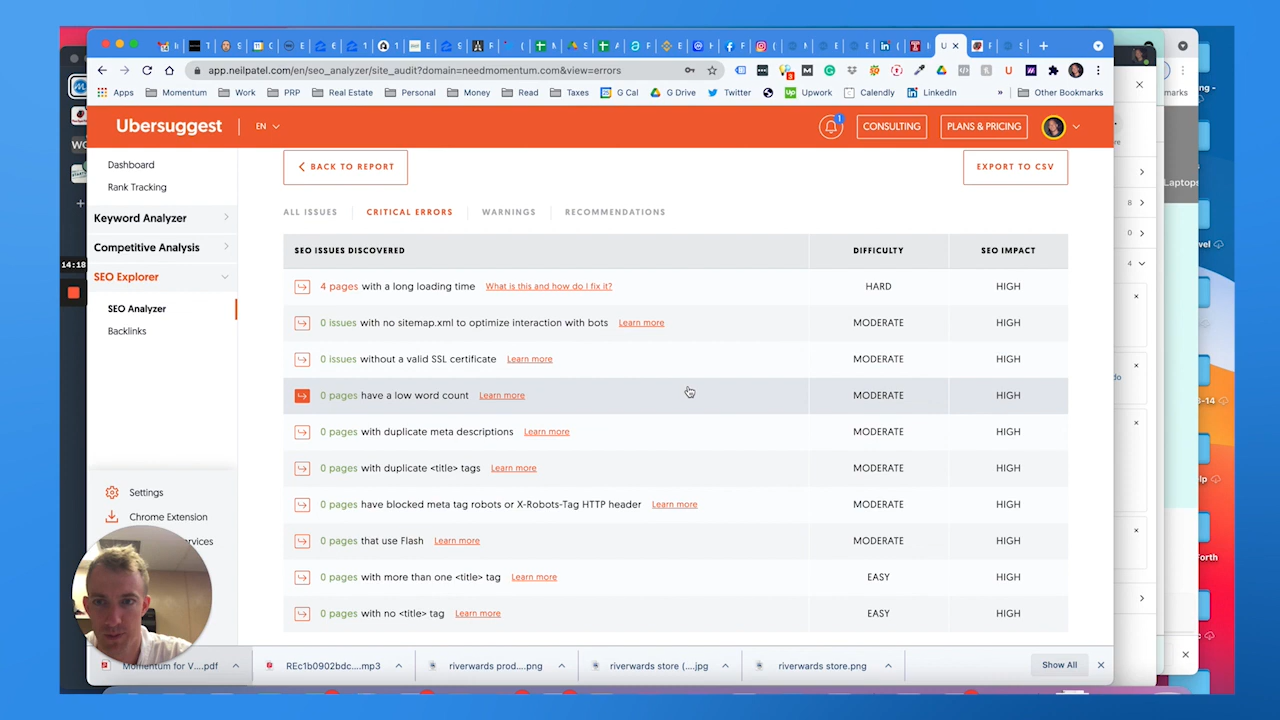 app.neilpatel.com/en/seo_analyzer/site_audit?domain=needmomentum.com&view=errors
Apps Momentum Work PRP Real Estate Personal Money Read Taxes G Cal G Drive Twitter Upwork Calendly LinkedIn » Other Bookmarks
Ubersuggest EN 1 CONSULTING PLANS & PRICING
Dashboard
Rank Tracking
Keyword Analyzer
Competitive Analysis
SEO Explorer
SEO Analyzer
Backlinks
Settings
Chrome Extension
14:18
BACK TO REPORT EXPORT TO CSV
ALL ISSUES CRITICAL ERRORS WARNINGS RECOMMENDATIONS
SEO ISSUES DISCOVERED DIFFICULTY SEO IMPACT
4 pages with a long loading time What is this and how do I fix it? HARD HIGH
0 issues with no sitemap.xml to optimize interaction with bots Learn more MODERATE HIGH
0 issues without a valid SSL certificate Learn more MODERATE HIGH
0 pages have a low word count Learn more MODERATE HIGH
0 pages with duplicate meta descriptions Learn more MODERATE HIGH
0 pages with duplicate <title> tags Learn more MODERATE HIGH
0 pages have blocked meta tag robots or X-Robots-Tag HTTP header Learn more MODERATE HIGH
0 pages that use Flash Learn more MODERATE HIGH
0 pages with more than one <title> tag Learn more EASY HIGH
0 pages with no <title> tag Learn more EASY HIGH
Momentum for V....pdf REc1b0902bdc....mp3 riverwards prod....png riverwards store (....jpg riverwards store.png Show All
Laptops